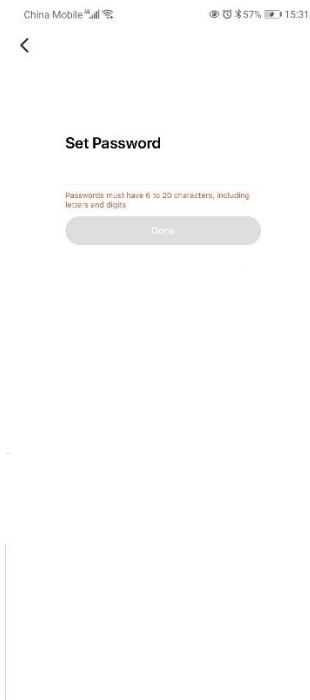 China Mobile 57% 15:31
Set Password
Passwords must have 6 to 20 characters, including
letters and digits
Done